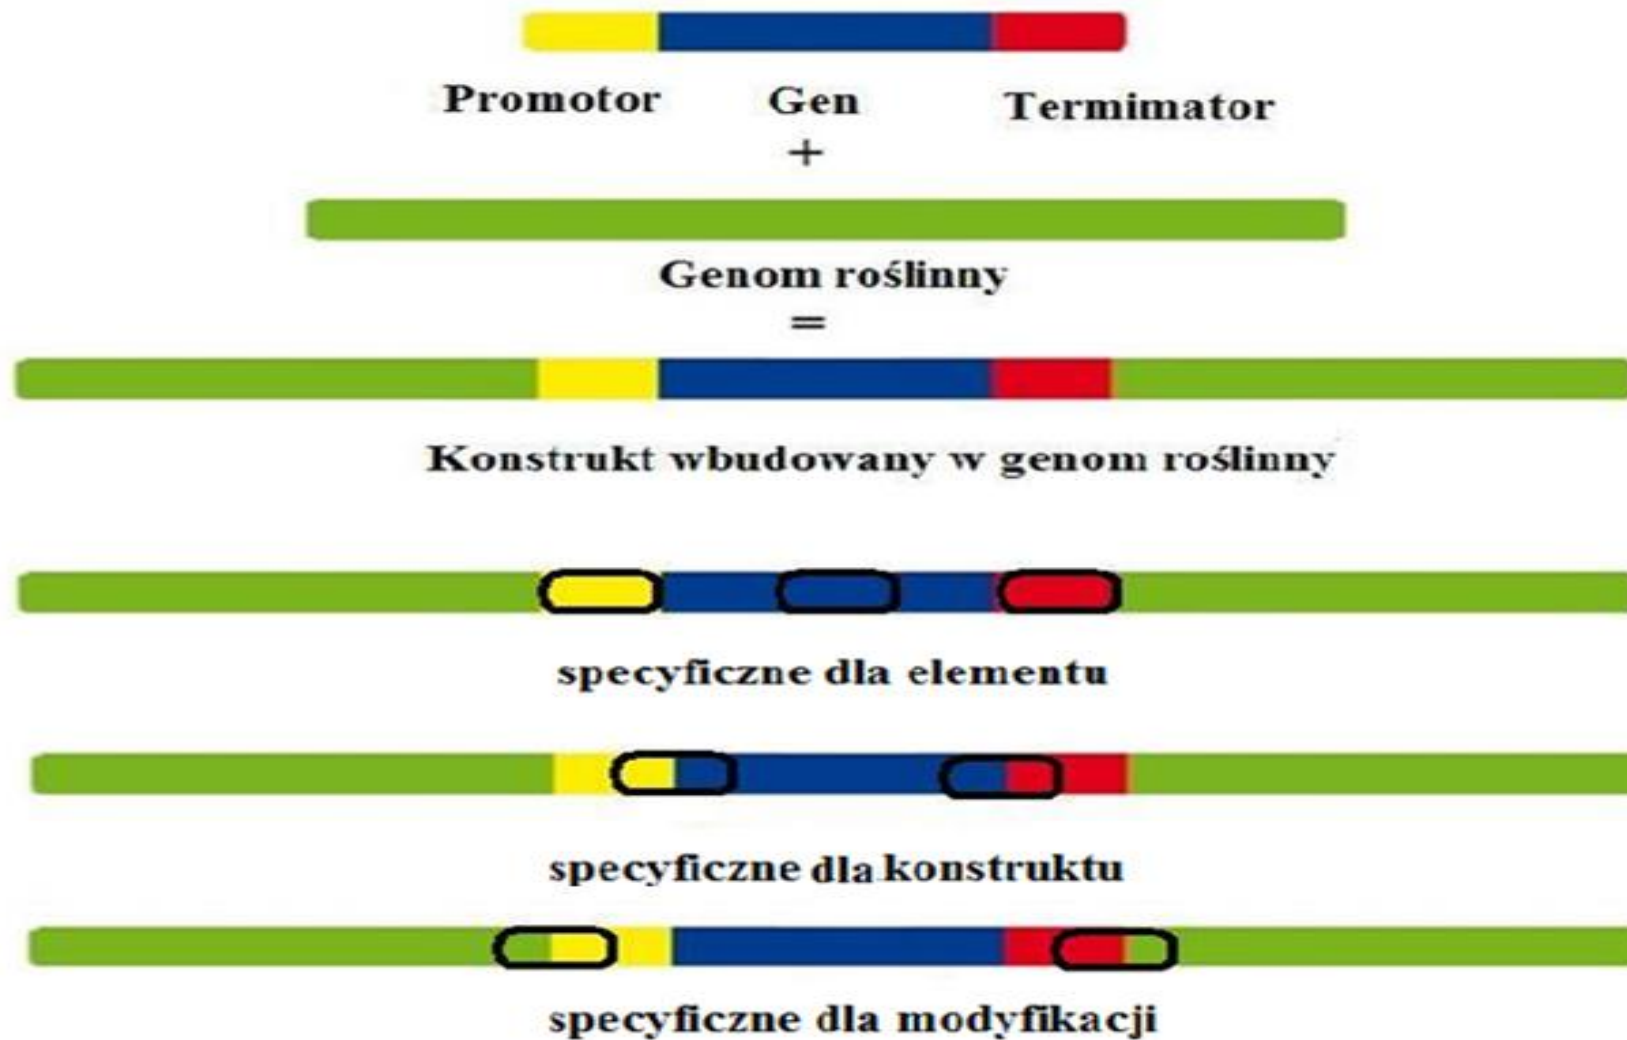 Promotor Gen Termimator
+
Genom roślinny
=
Konstrukt wbudowany w genom roślinny
specyficzne dla elementu
specyficzne dla konstruktu
specyficzne dla modyfikacji